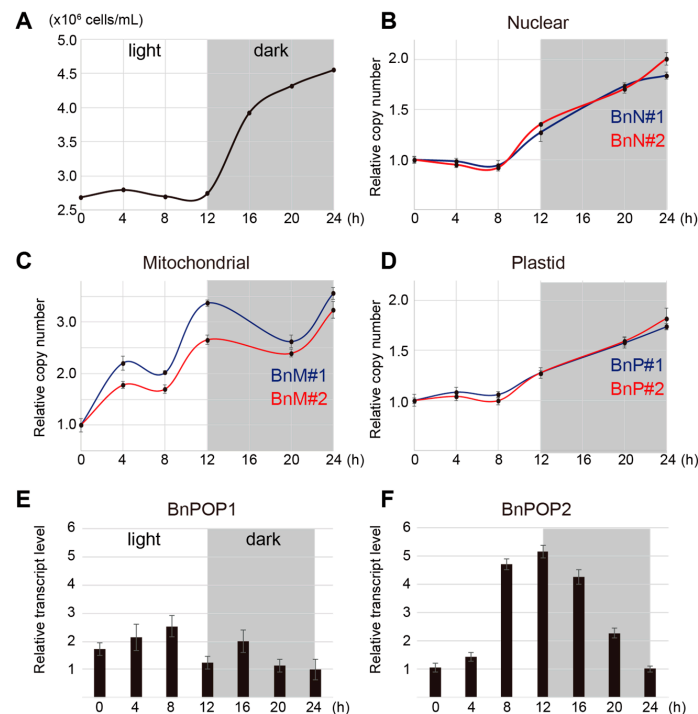 A
(x10⁶ cells/mL)
light
dark
5.0
4.5
4.0
3.5
3.0
2.5
0 4 8 12 16 20 24 (h)
B
Nuclear
Relative copy number
2.0
1.0
BnN#1
BnN#2
0 4 8 12 16 20 24 (h)
C
Mitochondrial
Relative copy number
3.0
2.0
1.0
BnM#1
BnM#2
0 4 8 12 16 20 24 (h)
D
Plastid
Relative copy number
2.0
1.5
1.0
BnP#1
BnP#2
0 4 8 12 16 20 24 (h)
E
BnPOP1
Relative transcript level
light
dark
6
5
4
3
2
1
0 4 8 12 16 20 24 (h)
F
BnPOP2
Relative transcript level
6
5
4
3
2
1
0 4 8 12 16 20 24 (h)